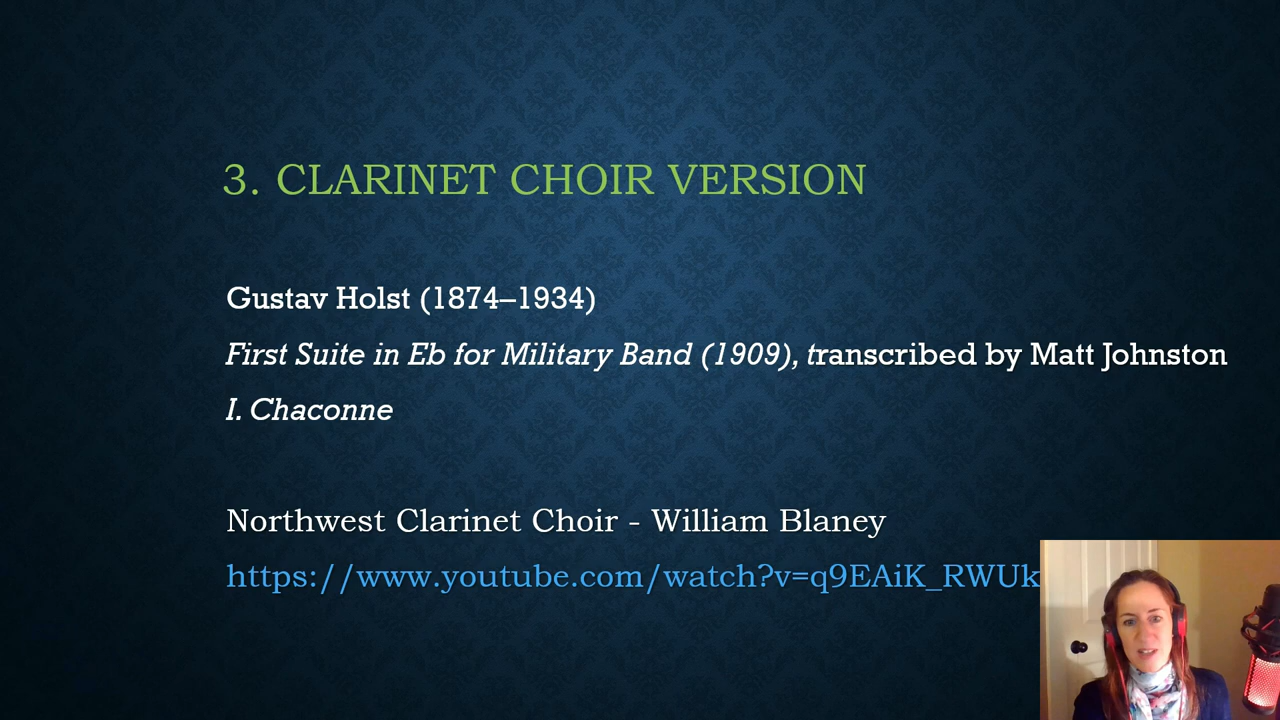 3. CLARINET CHOIR VERSION
Gustav Holst (1874–1934)
First Suite in Eb for Military Band (1909), transcribed by Matt Johnston
I. Chaconne
Northwest Clarinet Choir - William Blaney
https://www.youtube.com/watch?v=q9EAiK_RWUk